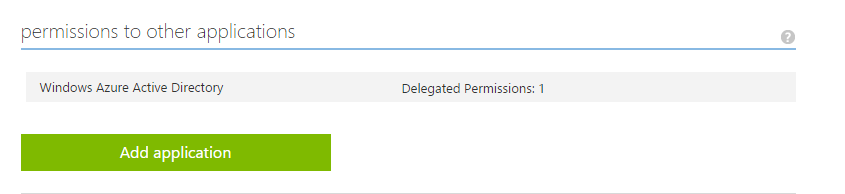 permissions to other applications
?
Windows Azure Active Directory Delegated Permissions: 1
Add application